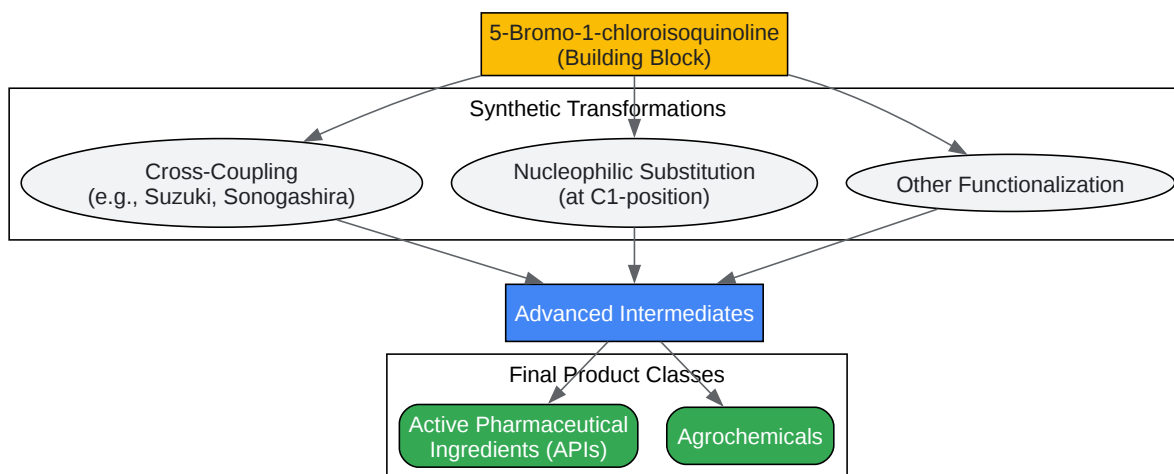 5-Bromo-1-chloroisoquinoline
(Building Block)
Synthetic Transformations
Cross-Coupling
(e.g., Suzuki, Sonogashira)
Nucleophilic Substitution
(at C1-position)
Other Functionalization
Advanced Intermediates
Final Product Classes
Active Pharmaceutical
Ingredients (APIs)
Agrochemicals